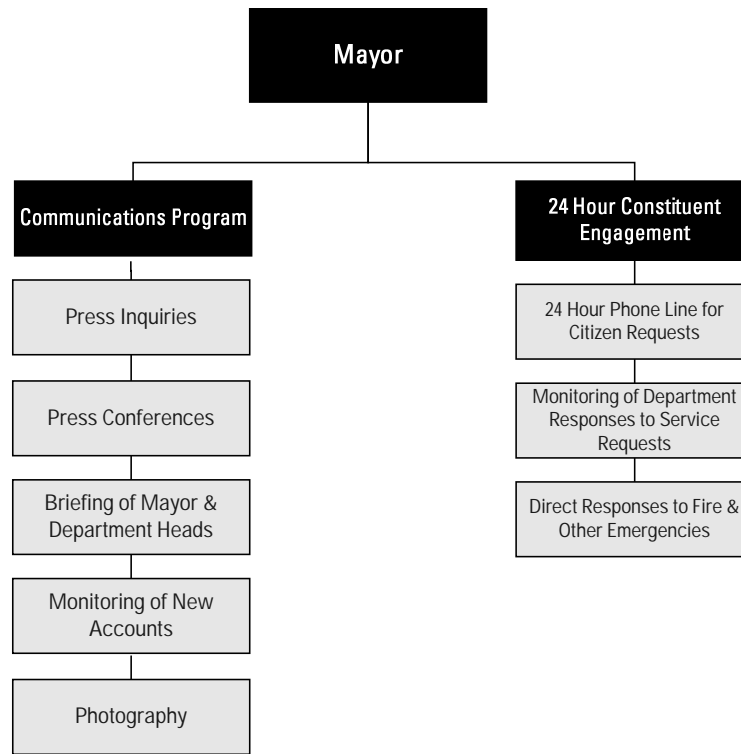 Mayor
Communications Program
24 Hour Constituent
Engagement
Press Inquiries
24 Hour Phone Line for
Citizen Requests
Press Conferences
Monitoring of Department
Responses to Service
Requests
Briefing of Mayor &
Department Heads
Direct Responses to Fire &
Other Emergencies
Monitoring of New
Accounts
Photography